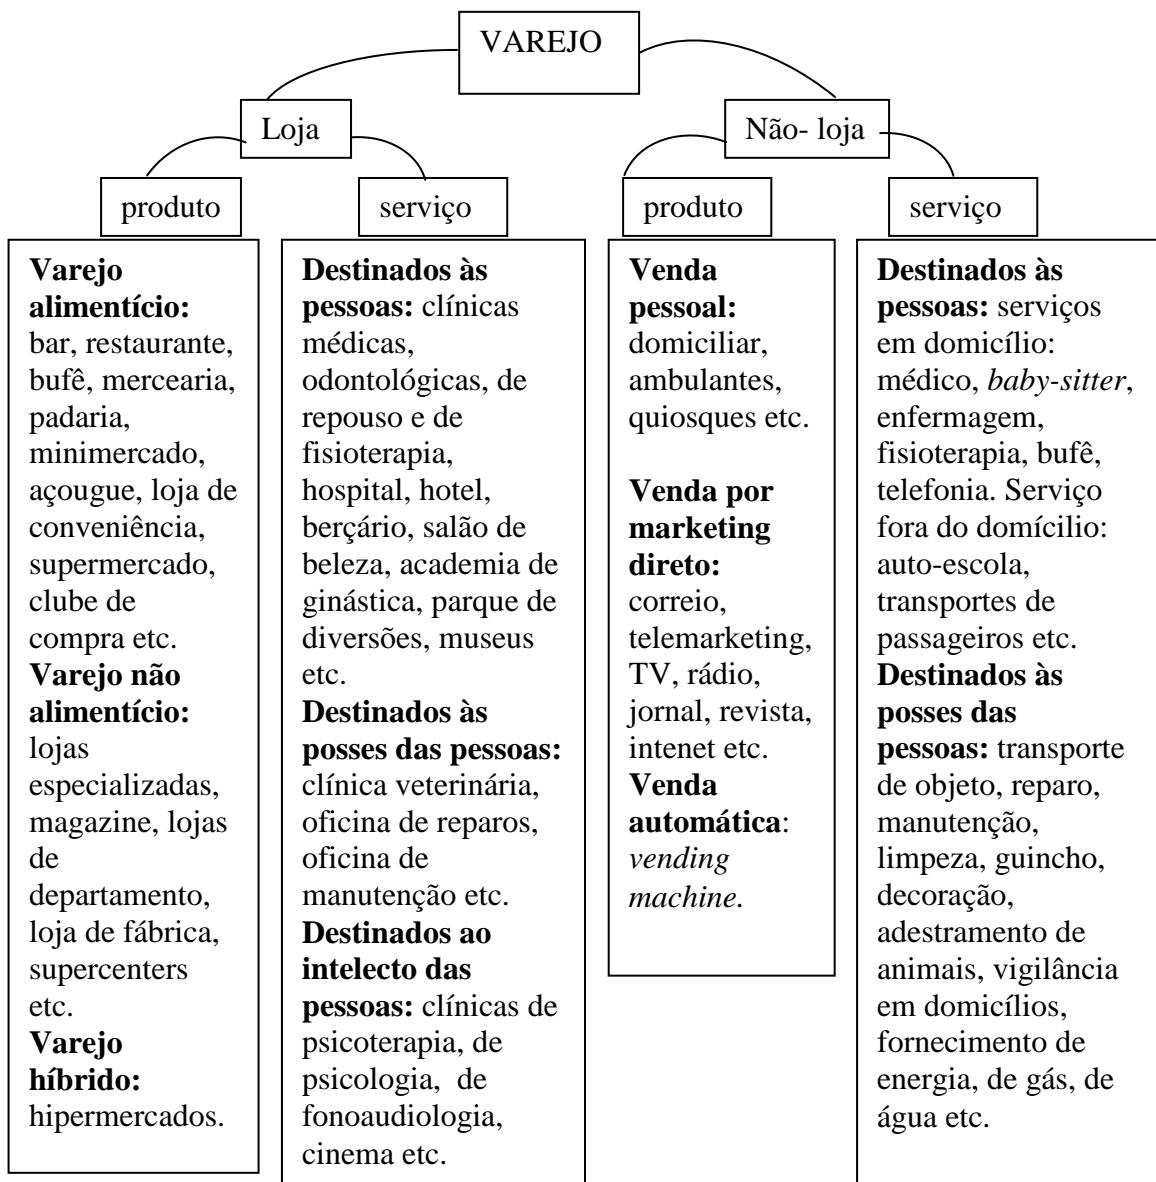 VAREJO
Loja
Não- loja
produto
serviço
produto
serviço
Varejo
alimentício:
bar, restaurante,
bufê, mercearia,
padaria,
minimercado,
açougue, loja de
conveniência,
supermercado,
clube de
compra etc.
Varejo não
alimentício:
lojas
especializadas,
magazine, lojas
de
departamento,
loja de fábrica,
supercenters
etc.
Varejo
híbrido:
hipermercados.
Destinados às
pessoas: clínicas
médicas,
odontológicas, de
repouso e de
fisioterapia,
hospital, hotel,
berçário, salão de
beleza, academia de
ginástica, parque de
diversões, museus
etc.
Destinados às
posses das pessoas:
clínica veterinária,
oficina de reparos,
oficina de
manutenção etc.
Destinados ao
intelecto das
pessoas: clínicas de
psicoterapia, de
psicologia, de
fonoaudiologia,
cinema etc.
Venda
pessoal:
domiciliar,
ambulantes,
quiosques etc.
Venda por
marketing
direto:
correio,
telemarketing,
TV, rádio,
jornal, revista,
intenet etc.
Venda
automática:
vending
machine.
Destinados às
pessoas: serviços
em domicílio:
médico, baby-sitter,
enfermagem,
fisioterapia, bufê,
telefonia. Serviço
fora do domícilio:
auto-escola,
transportes de
passageiros etc.
Destinados às
posses das
pessoas: transporte
de objeto, reparo,
manutenção,
limpeza, guincho,
decoração,
adestramento de
animais, vigilância
em domicílios,
fornecimento de
energia, de gás, de
água etc.